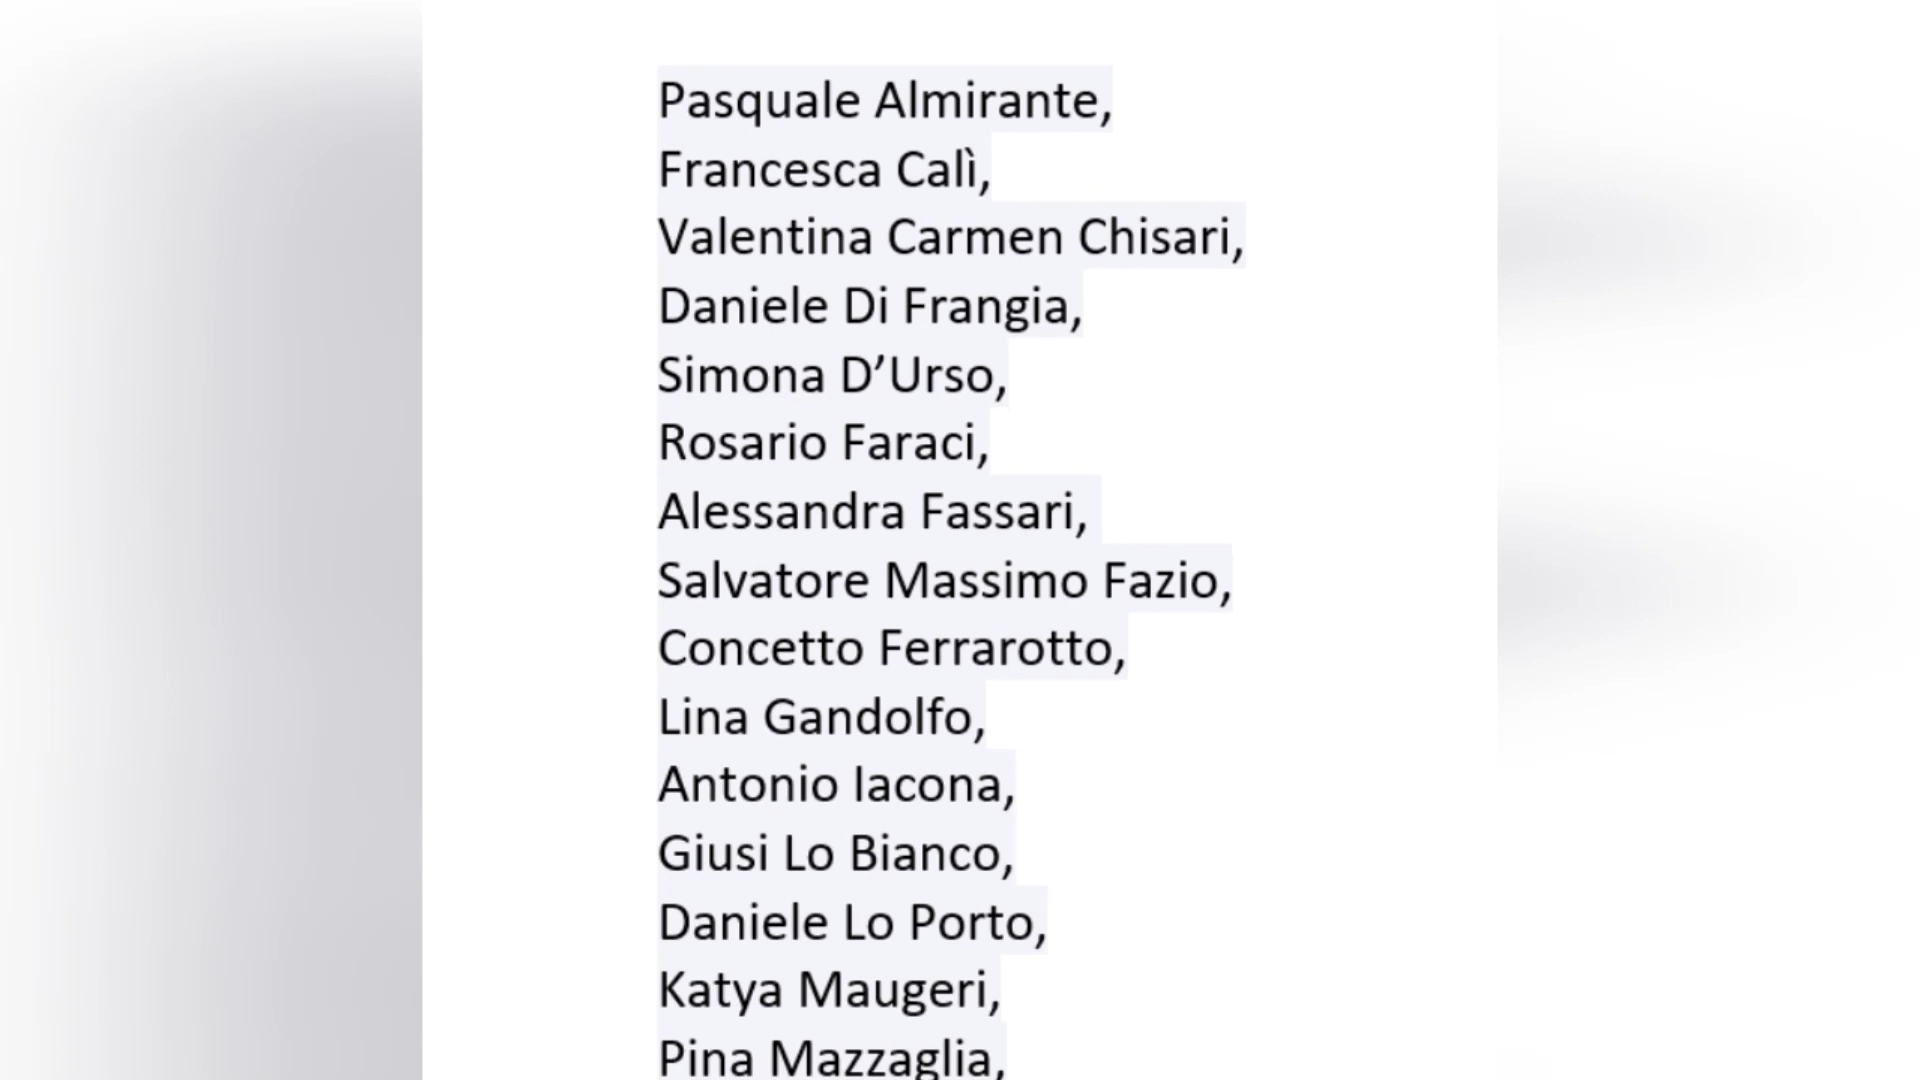 Pasquale Almirante,
Francesca Calì,
Valentina Carmen Chisari,
Daniele Di Frangia,
Simona D’Urso,
Rosario Faraci,
Alessandra Fassari,
Salvatore Massimo Fazio,
Concetto Ferrarotto,
Lina Gandolfo,
Antonio Iacona,
Giusi Lo Bianco,
Daniele Lo Porto,
Katya Maugeri,
Pina Mazzaglia,